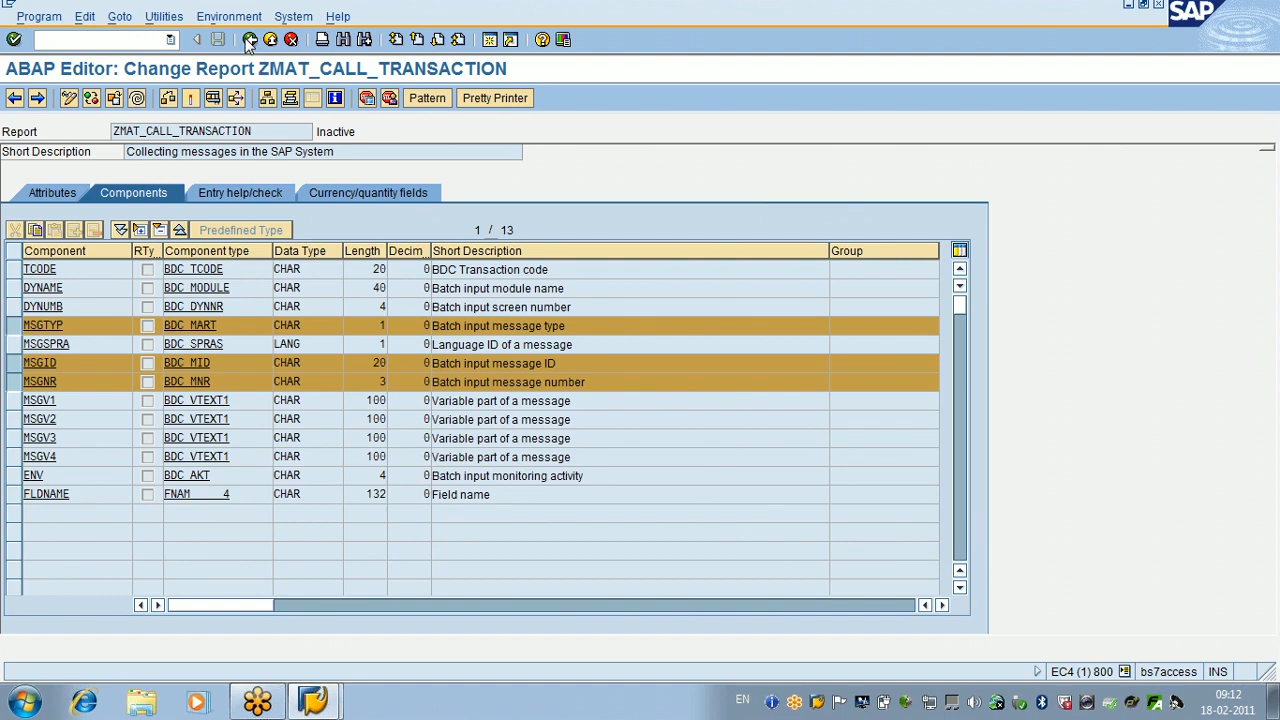 Program Edit Goto Utilities Environment System Help
SAP
ABAP Editor: Change Report ZMAT_CALL_TRANSACTION
Pattern Pretty Printer
Report ZMAT_CALL_TRANSACTION Inactive
Short Description Collecting messages in the SAP System
Attributes Components Entry help/check Currency/quantity fields
Predefined Type 1 / 13
Component RTy... Component type Data Type Length Decim... Short Description Group
TCODE BDC_TCODE CHAR 20 0 BDC Transaction code
DYNAME BDC_MODULE CHAR 40 0 Batch input module name
DYNUMB BDC_DYNNR CHAR 4 0 Batch input screen number
MSGTYP BDC_MART CHAR 1 0 Batch input message type
MSGSPRA BDC_SPRAS LANG 1 0 Language ID of a message
MSGID BDC_MID CHAR 20 0 Batch input message ID
MSGNR BDC_MNR CHAR 3 0 Batch input message number
MSGV1 BDC_VTEXT1 CHAR 100 0 Variable part of a message
MSGV2 BDC_VTEXT1 CHAR 100 0 Variable part of a message
MSGV3 BDC_VTEXT1 CHAR 100 0 Variable part of a message
MSGV4 BDC_VTEXT1 CHAR 100 0 Variable part of a message
ENV BDC_AKT CHAR 4 0 Batch input monitoring activity
FLDNAME FNAM_____4 CHAR 132 0 Field name
EC4 (1) 800 bs7access INS
EN 09:12
18-02-2011